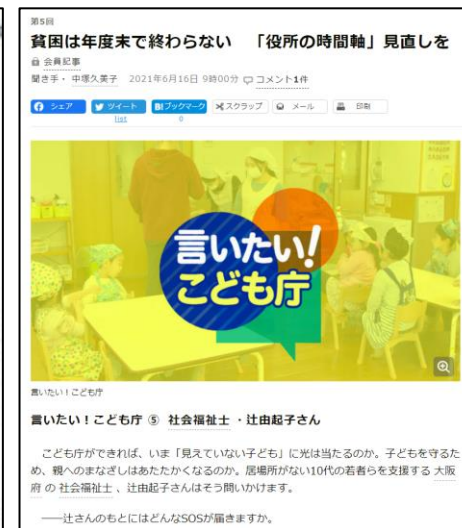 第5回
貧困は年度末で終わらない 「役所の時間軸」見直しを
会員記事
聞き手・ 中塚久美子 2021年6月16日 9時00分 コメント1件
シェア ツイート B!ブックマーク スクラップ メール 印刷
list 0
言いたい!
こども庁
言いたい!こども庁
言いたい!こども庁 ⑤ 社会福祉士 ・辻由起子さん
こども庁ができれば、いま「見えていない子ども」に光は当たるのか。子どもを守るた
め、親へのまなざしはあたたかくなるのか。居場所がない10代の若者らを支援する 大阪
府 の 社会福祉士 、辻由起子さんはそう問いかけます。
――辻さんのもとにはどんなSOSが届きますか。